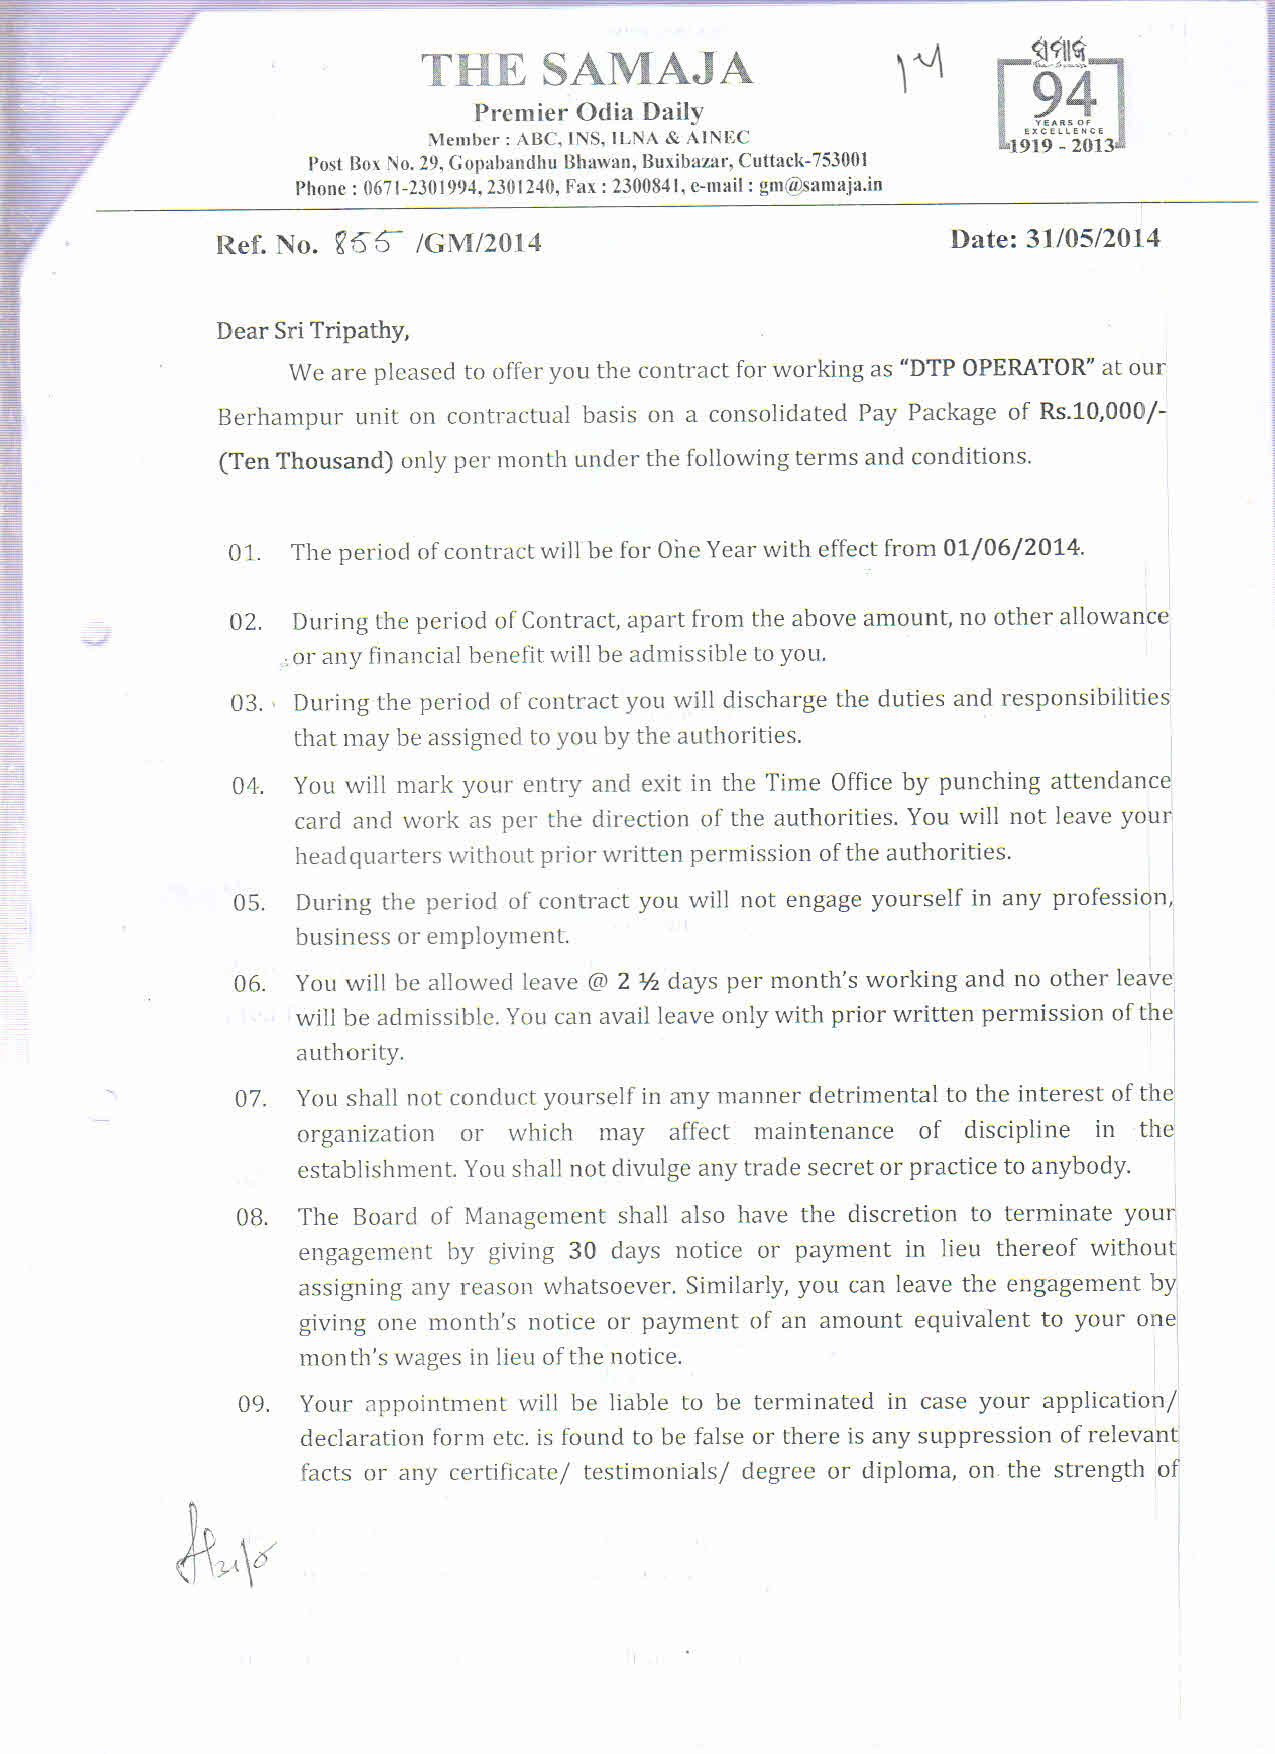 THE SAMAJA
Premier Odia Daily
Member : ABC, INS, ILNA & AINEC
Post Box No. 29, Gopabandhu Bhawan, Buxibazar, Cuttack-753001
Phone : 0671-2301994, 2301240, Fax : 2300841, e-mail : gm@samaja.in
ସମାଜ
The Samaja
94
YEARS OF
EXCELLENCE
1919 - 2013
Ref. No. 855 /GM/2014
Date: 31/05/2014
Dear Sri Tripathy,
We are pleased to offer you the contract for working as “DTP OPERATOR” at our
Berhampur unit on contractual basis on a consolidated Pay Package of Rs.10,000/-
(Ten Thousand) only per month under the following terms and conditions.
01. The period of contract will be for One Year with effect from 01/06/2014.
02. During the period of Contract, apart from the above amount, no other allowance
or any financial benefit will be admissible to you.
03. During the period of contract you will discharge the duties and responsibilities
that may be assigned to you by the authorities.
04. You will mark your entry and exit in the Time Office by punching attendance
card and work as per the direction of the authorities. You will not leave your
headquarters without prior written permission of the authorities.
05. During the period of contract you will not engage yourself in any profession,
business or employment.
06. You will be allowed leave @ 2 ½ days per month's working and no other leave
will be admissible. You can avail leave only with prior written permission of the
authority.
07. You shall not conduct yourself in any manner detrimental to the interest of the
organization or which may affect maintenance of discipline in the
establishment. You shall not divulge any trade secret or practice to anybody.
08. The Board of Management shall also have the discretion to terminate your
engagement by giving 30 days notice or payment in lieu thereof without
assigning any reason whatsoever. Similarly, you can leave the engagement by
giving one month's notice or payment of an amount equivalent to your one
month's wages in lieu of the notice.
09. Your appointment will be liable to be terminated in case your application/
declaration form etc. is found to be false or there is any suppression of relevant
facts or any certificate/ testimonials/ degree or diploma, on the strength of